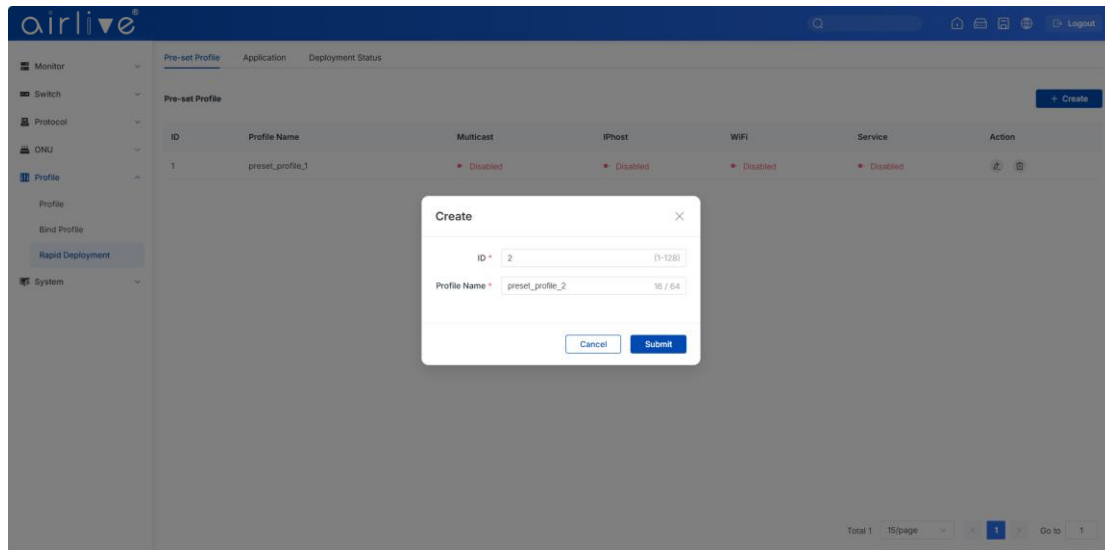 airlive®
Logout
Monitor
Switch
Protocol
ONU
Profile
Profile
Bind Profile
Rapid Deployment
System
Pre-set Profile Application Deployment Status
Pre-set Profile
+ Create
ID Profile Name Multicast IPhost WiFi Service Action
1 preset_profile_1 Disabled Disabled Disabled Disabled
Create
ID * 2 (1-128)
Profile Name * preset_profile_2 16 / 64
Cancel Submit
Total 1 15/page 1 Go to 1